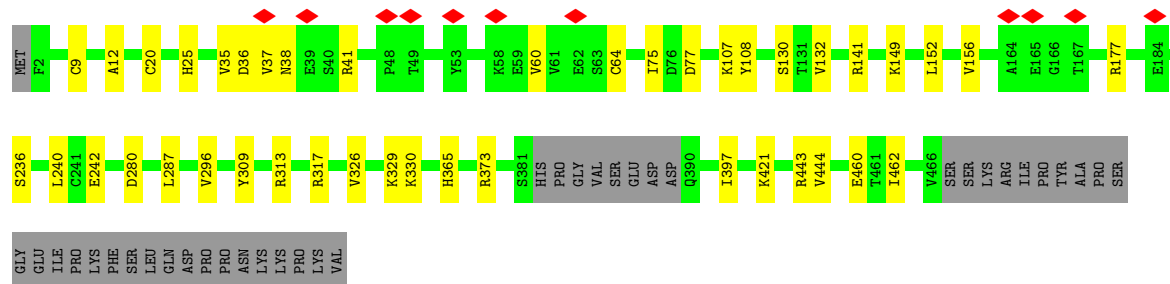 MET F2 C9 A12 C20 H25 V35 D36 V37 N38 E39 S40 R41 P48 T49 Y53 K58 E59 V60 V61 E62 S63 C64 I75 D76 D77 K107 Y108 S130 T131 V132 R141 K149 L152 V156 A164 E165 G166 T167 R177 E184
S236 L240 C241 E242 D280 L287 V296 Y309 R313 R317 V326 K329 K330 H365 R373 S381 HIS PRO GLY VAL SER GLU ASP ASP Q390 I397 K421 R443 V444 E460 T461 I462 V466 SER SER LYS ARG ILE PRO TYR ALA PRO SER
GLY GLU ILE PRO LYS PHE SER LEU GLN ASP PRO PRO ASN LYS LYS PRO LYS VAL